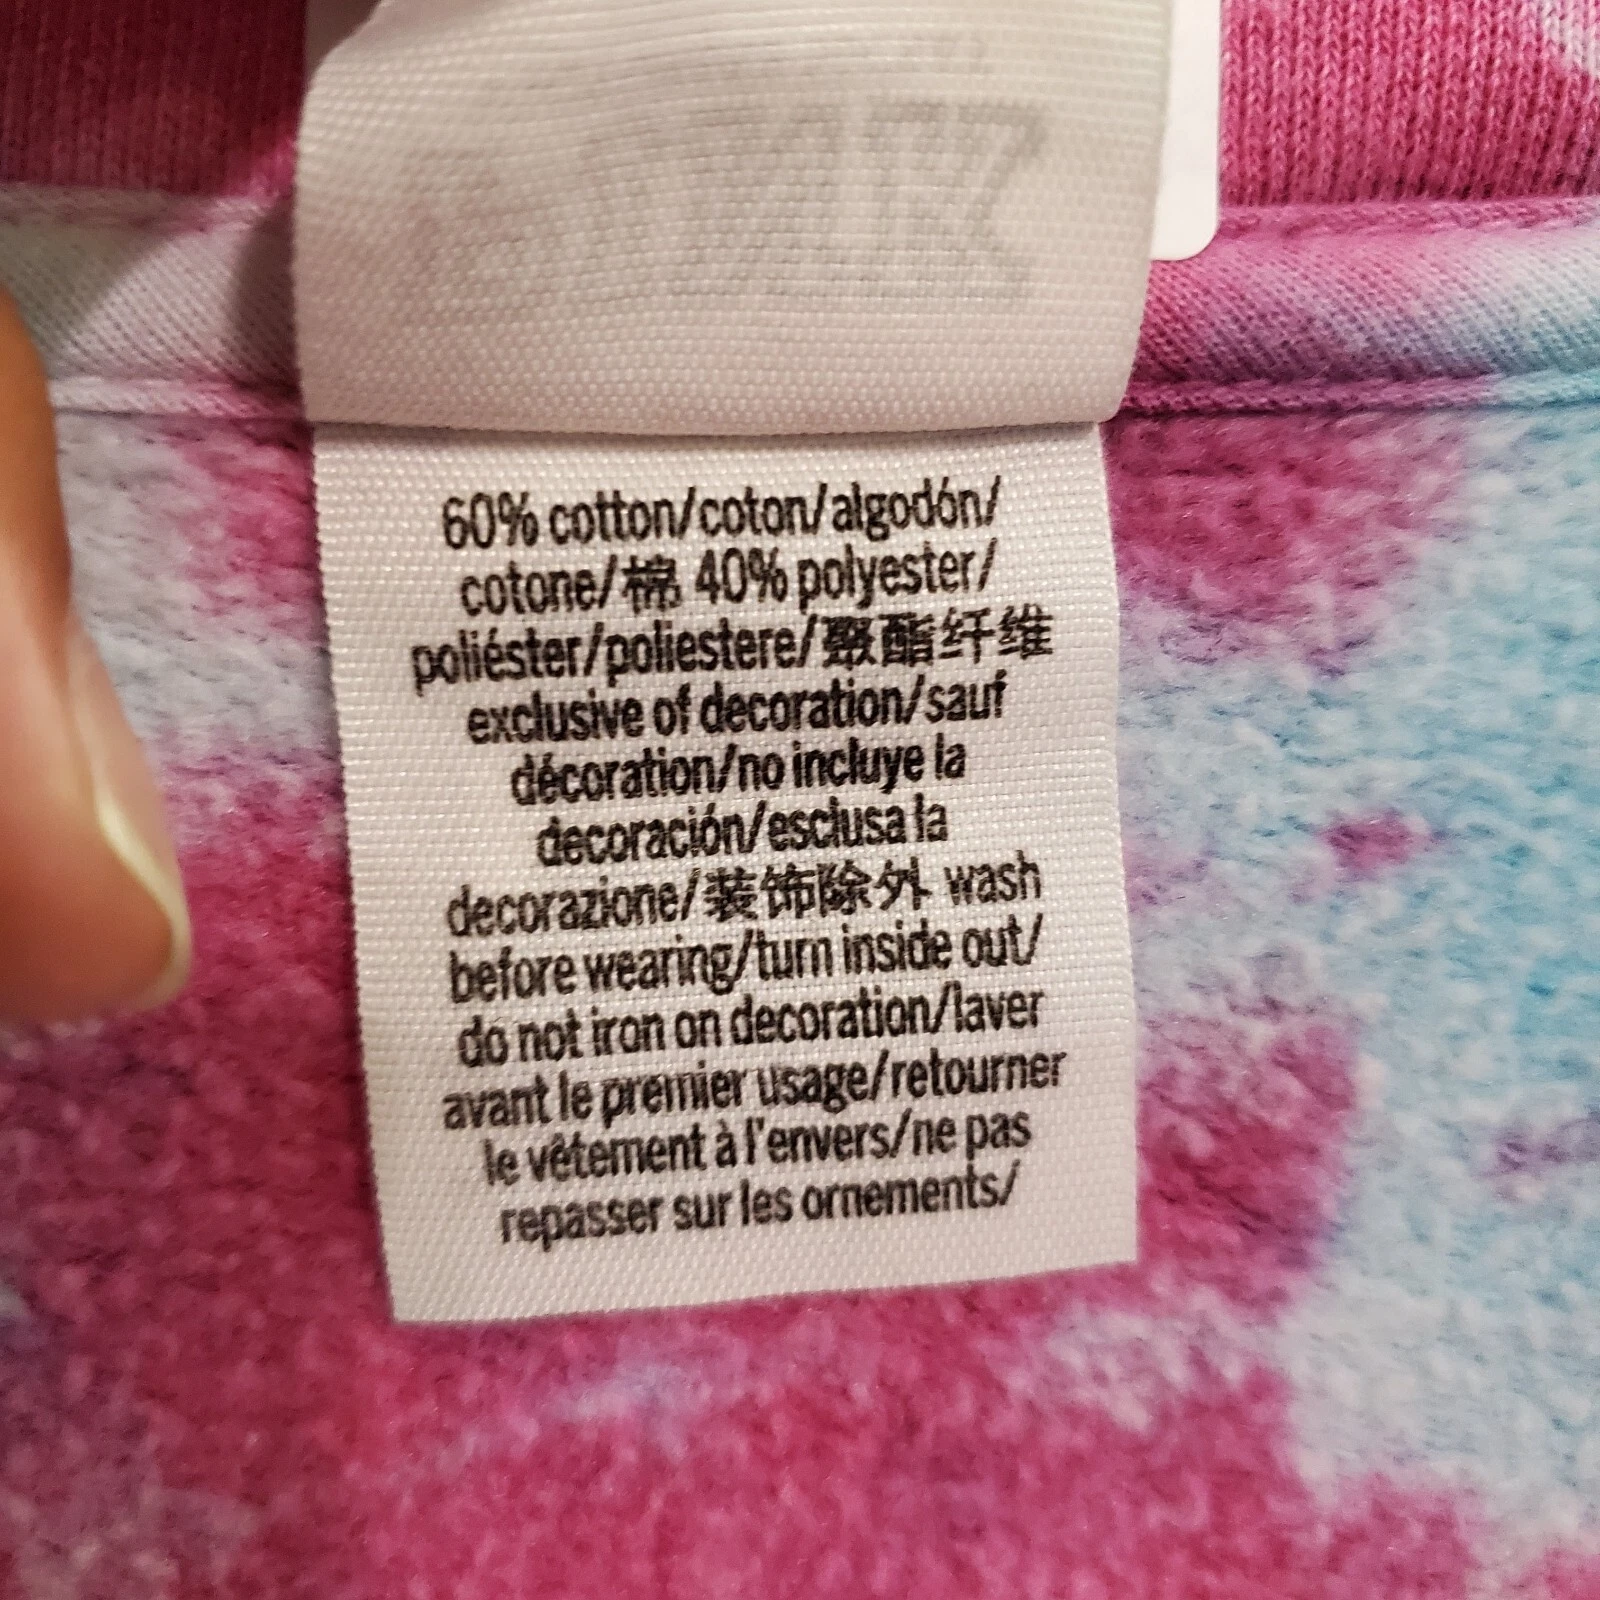 60% cotton/coton/algodón/
cotone/棉 40% polyester/
poliéster/poliestere/聚酯纤维
exclusive of decoration/sauf
décoration/no incluye la
decoración/esclusa la
decorazione/装饰除外 wash
before wearing/turn inside out/
do not iron on decoration/laver
avant le premier usage/retourner
le vêtement à l'envers/ne pas
repasser sur les ornements/